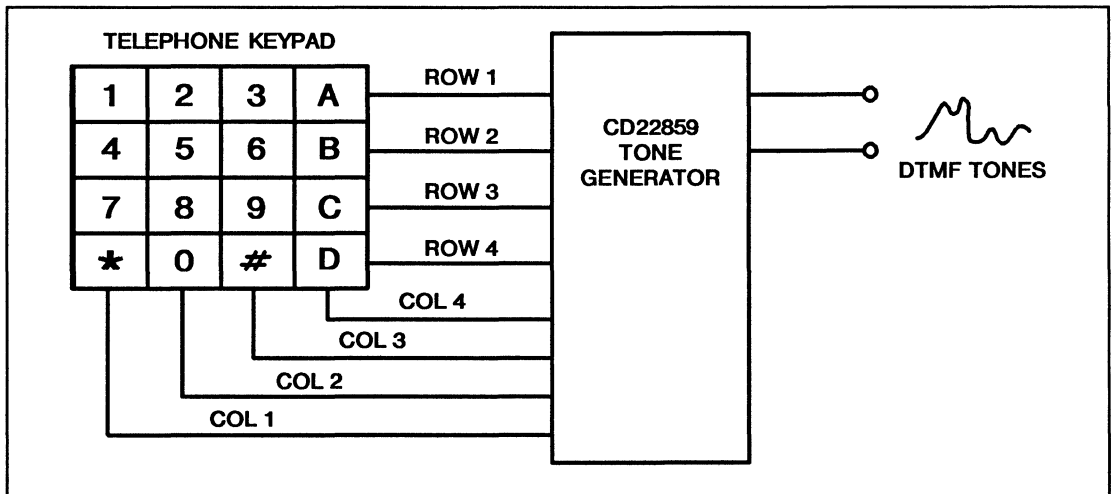 TELEPHONE KEYPAD
1 2 3 A
4 5 6 B
7 8 9 C
* 0 # D
ROW 1
ROW 2
ROW 3
ROW 4
COL 4
COL 3
COL 2
COL 1
CD22859
TONE
GENERATOR
DTMF TONES